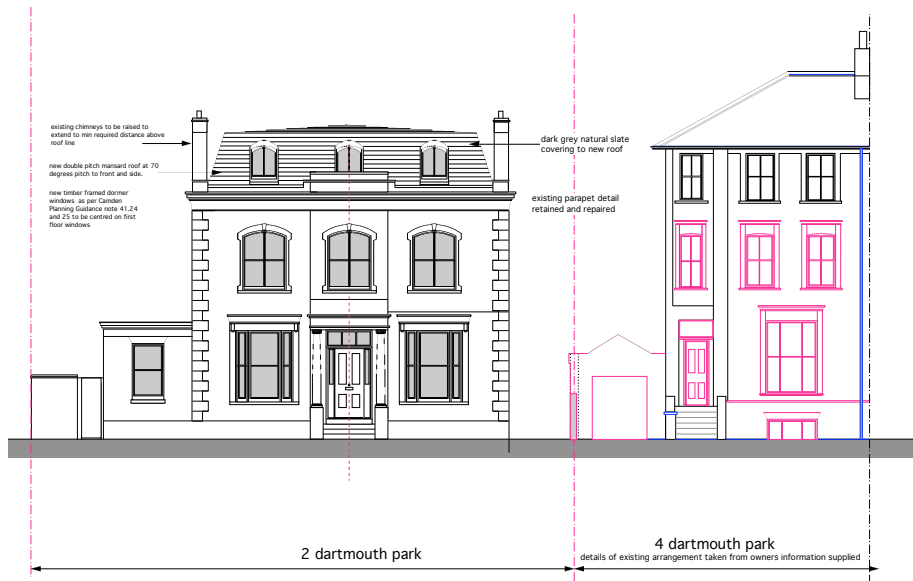 existing chimneys to be raised to
extend to min required distance above
roof line
new double pitch mansard roof at 70
degrees pitch to front and side.
new timber framed dormer
windows as per Camden
Planning Guidance note 41.24
and 25 to be centred on first
floor windows
dark grey natural slate
covering to new roof
existing parapet detail
retained and repaired
2 dartmouth park
4 dartmouth park
details of existing arrangement taken from owners information supplied